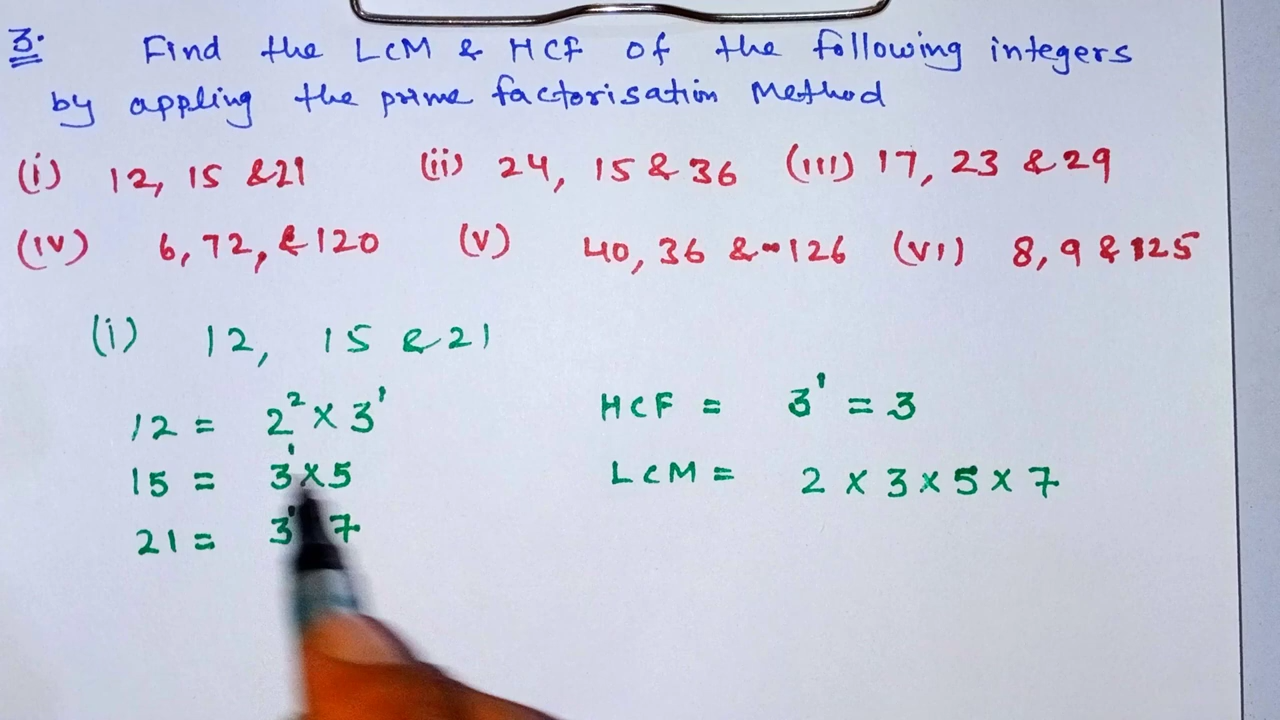 3. Find the LCM & HCF of the following integers
by appling the prime factorisation Method
(i) 12, 15 &21 (ii) 24, 15 & 36 (III) 17, 23 & 29
(IV) 6, 72, & 120 (V) 40, 36 & 126 (VI) 8, 9 & 125
(i) 12, 15 & 21
12 = 2² × 3¹ HCF = 3¹ = 3
15 = 3¹ × 5 LCM = 2 × 3 × 5 × 7
21 = 3¹ 7